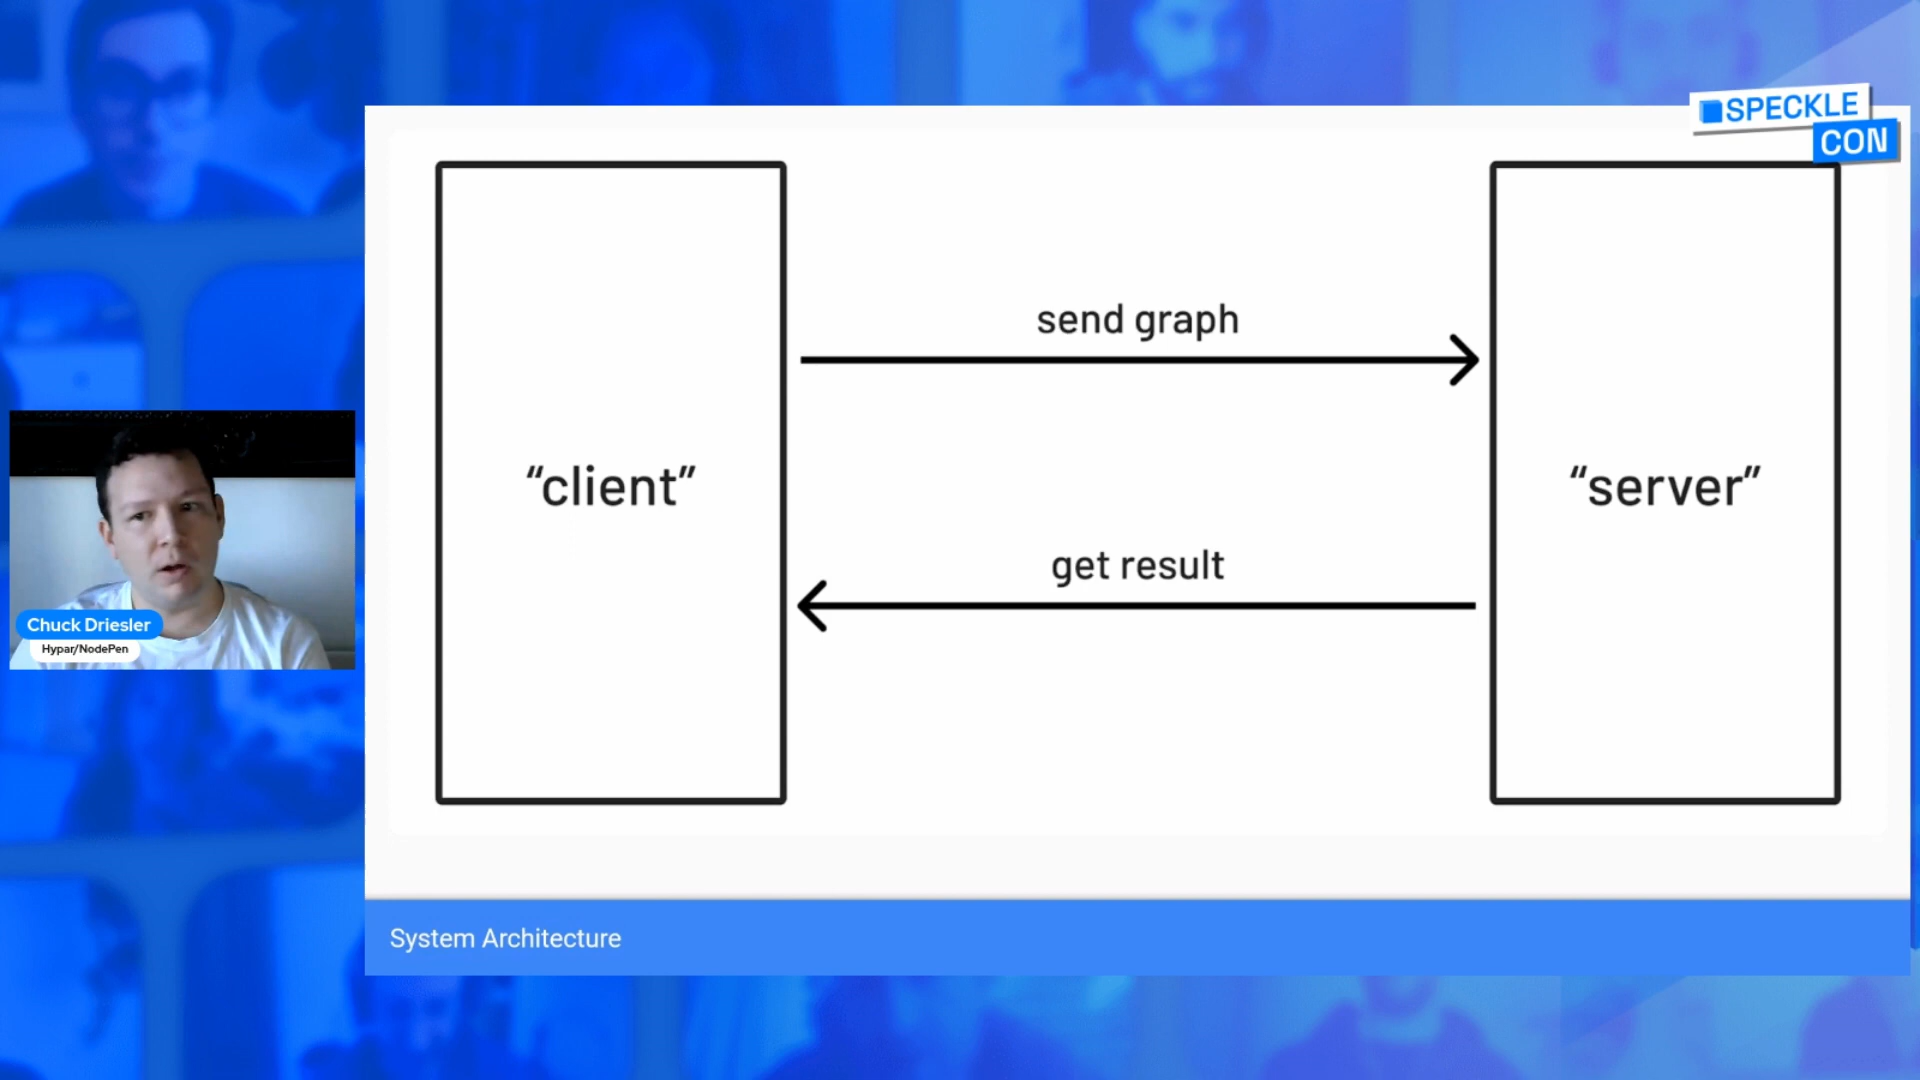 SPECKLE
CON
send graph
“client”
“server”
get result
Chuck Driesler
Hypar/NodePen
System Architecture